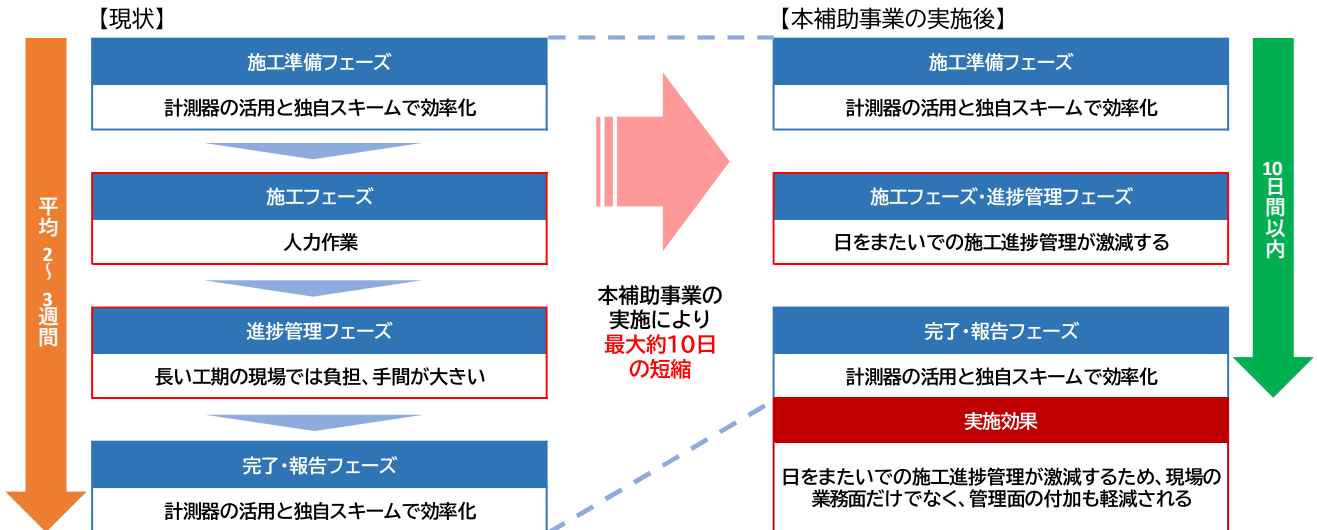 【現状】
施工準備フェーズ
計測器の活用と独自スキームで効率化
施工フェーズ
人力作業
進捗管理フェーズ
長い工期の現場では負担、手間が大きい
完了・報告フェーズ
計測器の活用と独自スキームで効率化
平均 2～3週間
本補助事業の
実施により
最大約10日
の短縮
【本補助事業の実施後】
施工準備フェーズ
計測器の活用と独自スキームで効率化
施工フェーズ・進捗管理フェーズ
日をまたいでの施工進捗管理が激減する
完了・報告フェーズ
計測器の活用と独自スキームで効率化
実施効果
日をまたいでの施工進捗管理が激減するため、現場の
業務面だけでなく、管理面の付加も軽減される
10日間以内